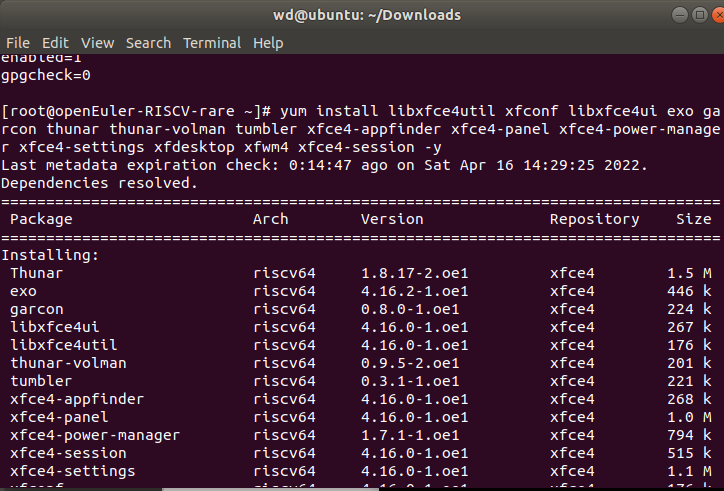 wd@ubuntu: ~/Downloads
File Edit View Search Terminal Help
enabled=1
gpgcheck=0
[root@openEuler-RISCV-rare ~]# yum install libxfce4util xfconf libxfce4ui exo ga
rcon thunar thunar-volman tumbler xfce4-appfinder xfce4-panel xfce4-power-manage
r xfce4-settings xfdesktop xfwm4 xfce4-session -y
Last metadata expiration check: 0:14:47 ago on Sat Apr 16 14:29:25 2022.
Dependencies resolved.
================================================================================
Package Arch Version Repository Size
================================================================================
Installing:
Thunar riscv64 1.8.17-2.oe1 xfce4 1.5 M
exo riscv64 4.16.2-1.oe1 xfce4 446 k
garcon riscv64 0.8.0-1.oe1 xfce4 224 k
libxfce4ui riscv64 4.16.0-1.oe1 xfce4 267 k
libxfce4util riscv64 4.16.0-1.oe1 xfce4 176 k
thunar-volman riscv64 0.9.5-2.oe1 xfce4 201 k
tumbler riscv64 0.3.1-1.oe1 xfce4 221 k
xfce4-appfinder riscv64 4.16.0-1.oe1 xfce4 268 k
xfce4-panel riscv64 4.16.0-1.oe1 xfce4 1.0 M
xfce4-power-manager riscv64 1.7.1-1.oe1 xfce4 794 k
xfce4-session riscv64 4.16.0-1.oe1 xfce4 515 k
xfce4-settings riscv64 4.16.0-1.oe1 xfce4 1.1 M
xfconf riscv64 4.16.0-1.oe1 xfce4 176 k